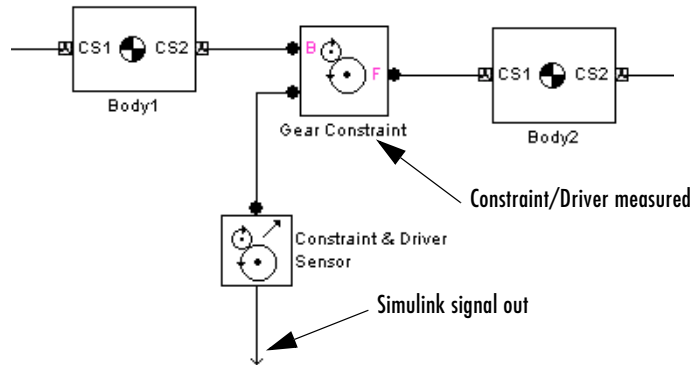 CS1 CS2
Body1
B
F
Gear Constraint
CS1 CS2
Body2
Constraint/Driver measured
Constraint & Driver
Sensor
Simulink signal out